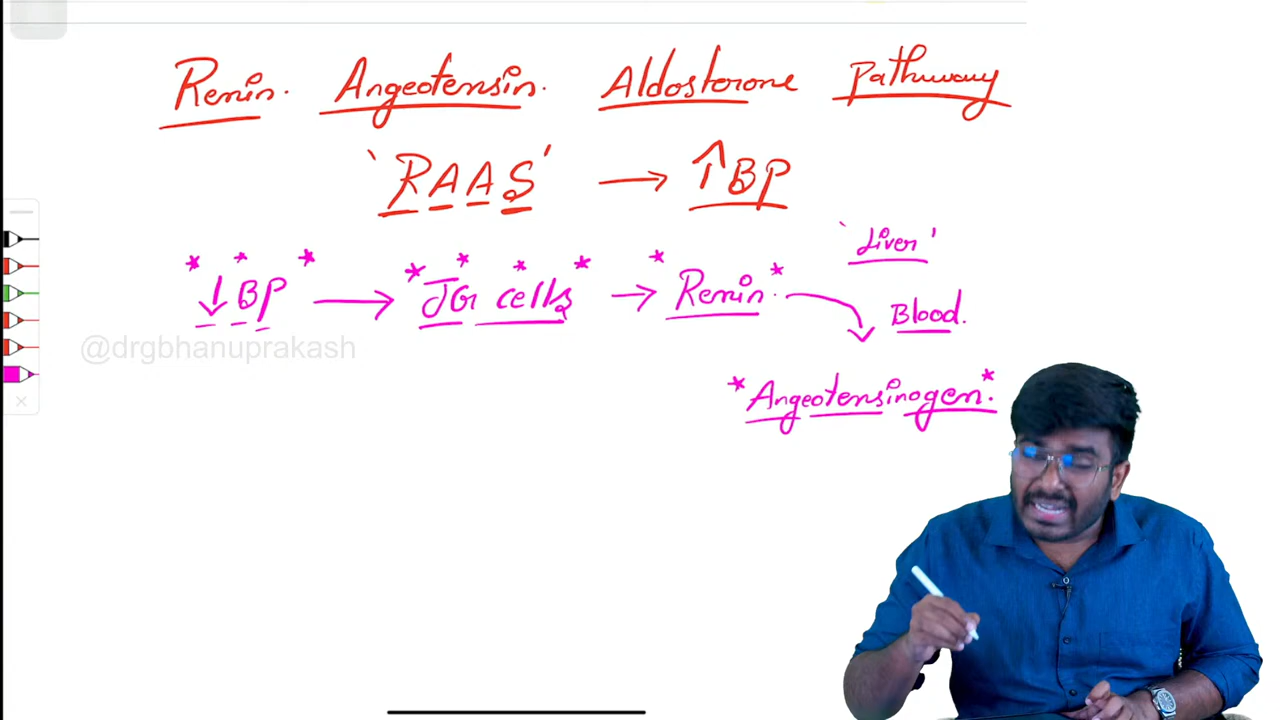 Renin. Angeotensin. Aldosterone Pathway
'RAAS' → ↑BP
'Liver'
* * * * * * * * *
↓BP → JG cells → Renin.
Blood.
@drgbhanuprakash
*Angeotensinogen.*